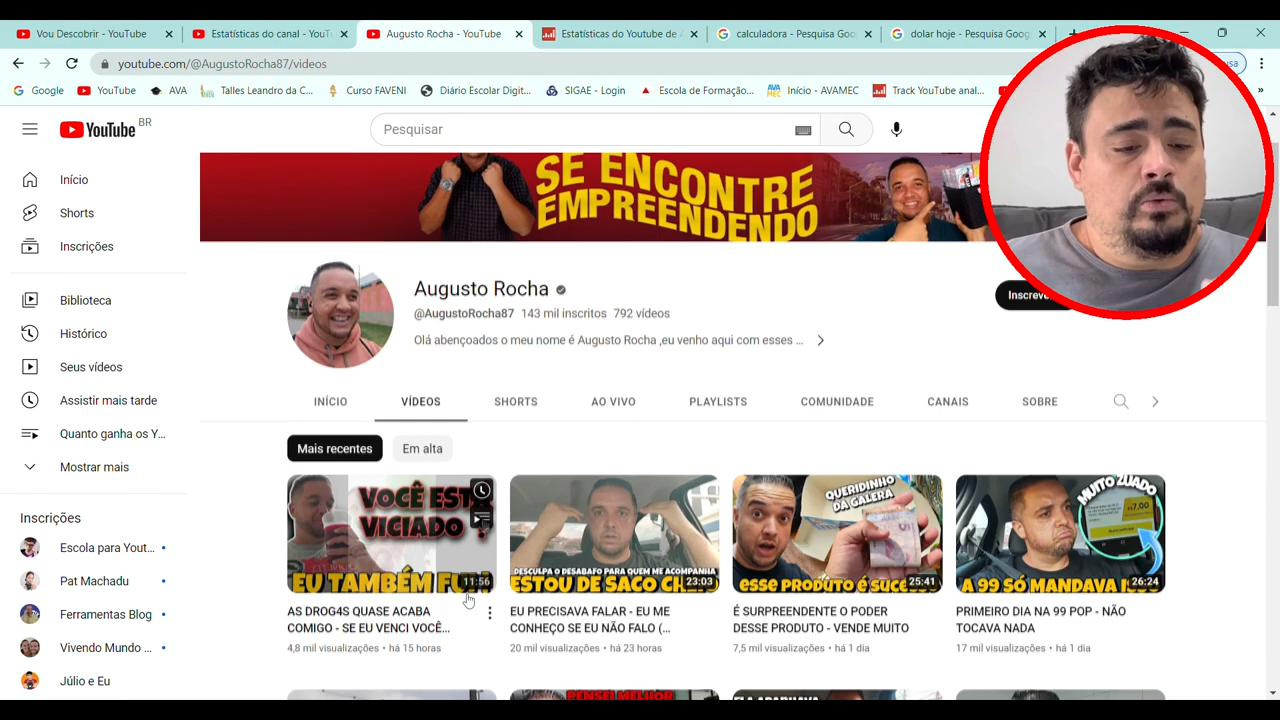 Vou Descobrir - YouTube
Estatísticas do canal - YouT
Augusto Rocha - YouTube
Estatísticas do Youtube de
calculadora - Pesquisa Goo
dolar hoje - Pesquisa Goog
youtube.com/@AugustoRocha87/videos
Google
YouTube
AVA
Talles Leandro da C...
Curso FAVENI
Diário Escolar Digit...
SIGAE - Login
Escola de Formação...
Início - AVAMEC
Track YouTube anal...
YouTube BR
Pesquisar
Início
Shorts
Inscrições
Biblioteca
Histórico
Seus vídeos
Assistir mais tarde
Quanto ganha os Y...
Mostrar mais
Inscrições
Escola para Yout...
Pat Machadu
Ferramentas Blog
Vivendo Mundo ...
Júlio e Eu
SE ENCONTRE
EMPREENDENDO
Augusto Rocha
@AugustoRocha87 143 mil inscritos 792 vídeos
Olá abençoados o meu nome é Augusto Rocha ,eu venho aqui com esses ...
Inscreve
INÍCIO
VÍDEOS
SHORTS
AO VIVO
PLAYLISTS
COMUNIDADE
CANAIS
SOBRE
Mais recentes
Em alta
VOCÊ EST
VICIADO ?
EU TAMBÉM FU
11:56
AS DROG4S QUASE ACABA
COMIGO - SE EU VENCI VOCÊ...
4,8 mil visualizações • há 15 horas
DESCULPA O DESABAFO PARA QUEM ME ACOMPANHA
ESTOU DE SACO CHEIO
23:03
EU PRECISAVA FALAR - EU ME
CONHEÇO SE EU NÃO FALO (...
20 mil visualizações • há 23 horas
QUERIDINHO
DA GALERA
esse PRODUTO é SUCE
25:41
É SURPREENDENTE O PODER
DESSE PRODUTO - VENDE MUITO
7,5 mil visualizações • há 1 dia
MUITO ZUADO
R$7,00
A 99 SÓ MANDAVA
26:24
PRIMEIRO DIA NA 99 POP - NÃO
TOCAVA NADA
17 mil visualizações • há 1 dia
PENSEI MELHOR